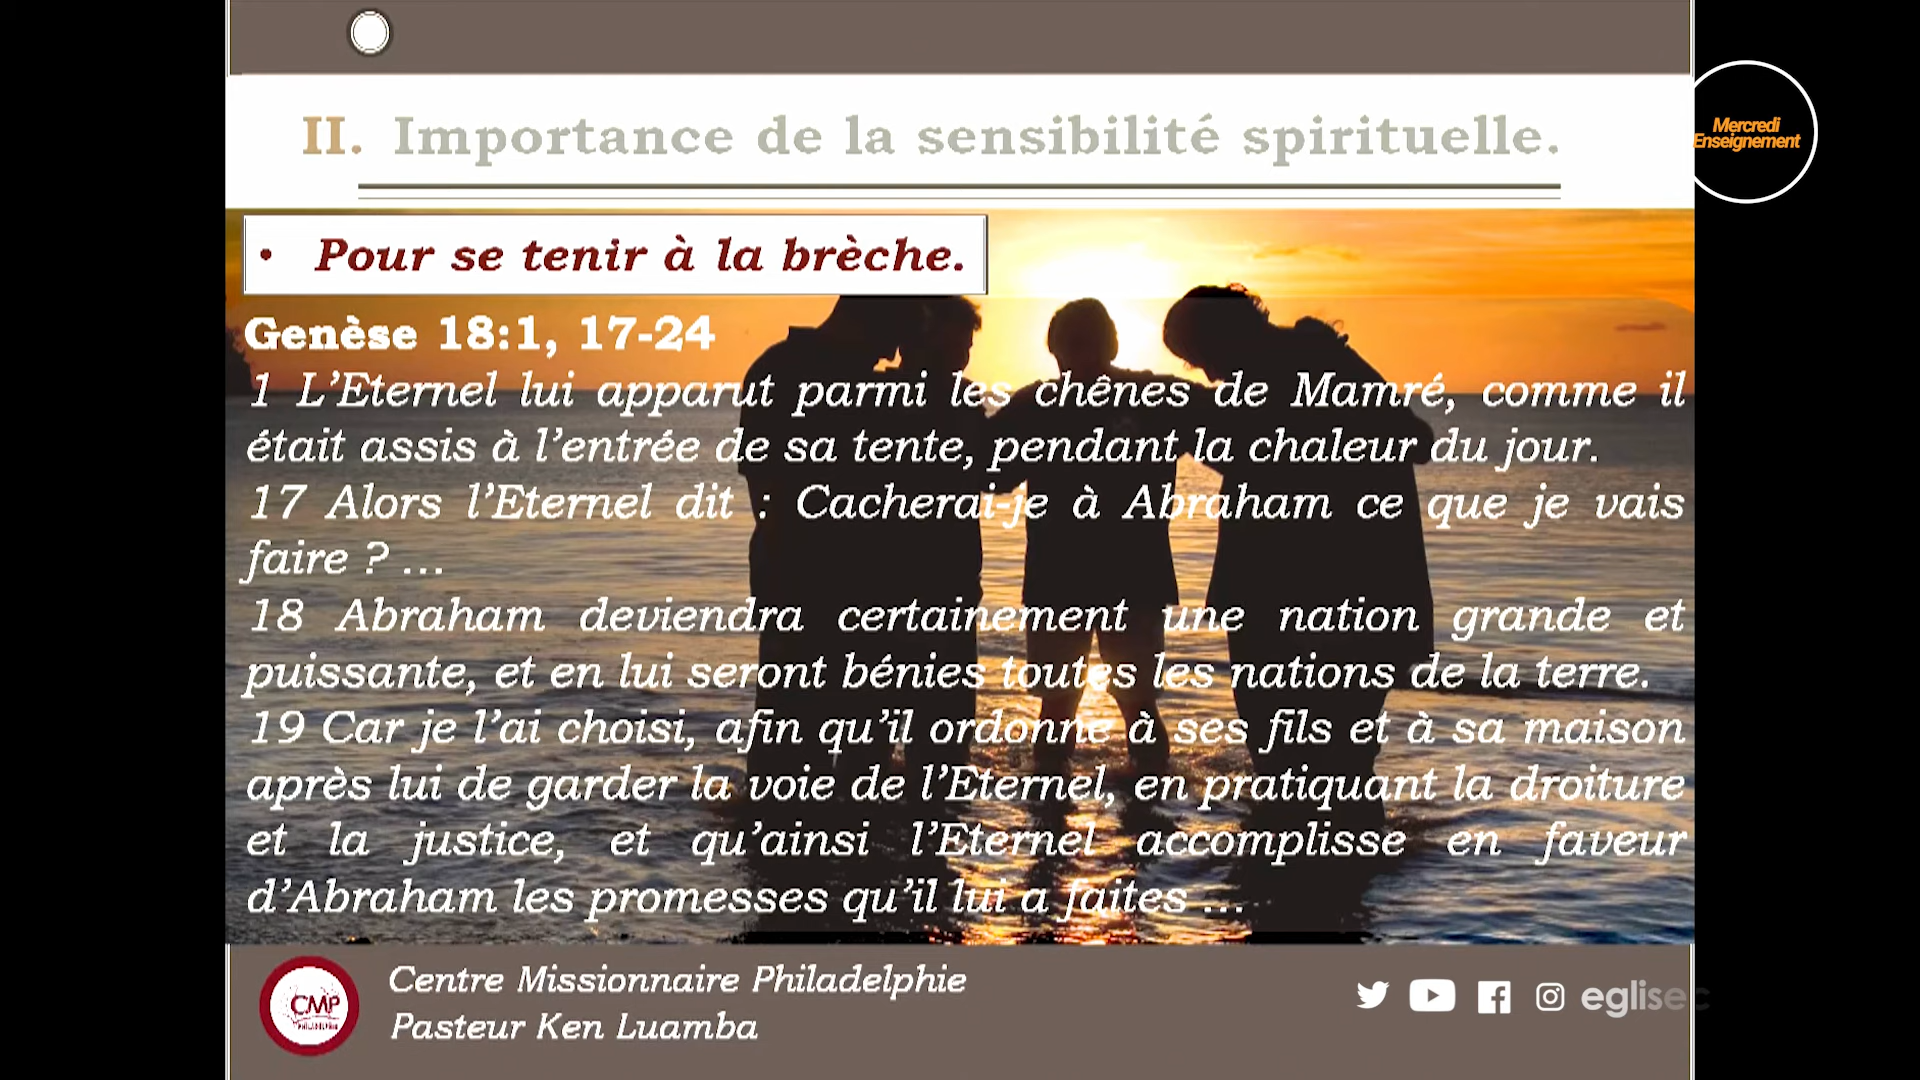 II. Importance de la sensibilité spirituelle.
Mercredi
Enseignement
• Pour se tenir à la brèche.
Genèse 18:1, 17-24
1 L’Eternel lui apparut parmi les chênes de Mamré, comme il
était assis à l’entrée de sa tente, pendant la chaleur du jour.
17 Alors l’Eternel dit : Cacherai-je à Abraham ce que je vais
faire ? …
18 Abraham deviendra certainement une nation grande et
puissante, et en lui seront bénies toutes les nations de la terre.
19 Car je l’ai choisi, afin qu’il ordonne à ses fils et à sa maison
après lui de garder la voie de l’Eternel, en pratiquant la droiture
et la justice, et qu’ainsi l’Eternel accomplisse en faveur
d’Abraham les promesses qu’il lui a faites …
CMP
PHILADELPHIE
Centre Missionnaire Philadelphie
Pasteur Ken Luamba
eglisec